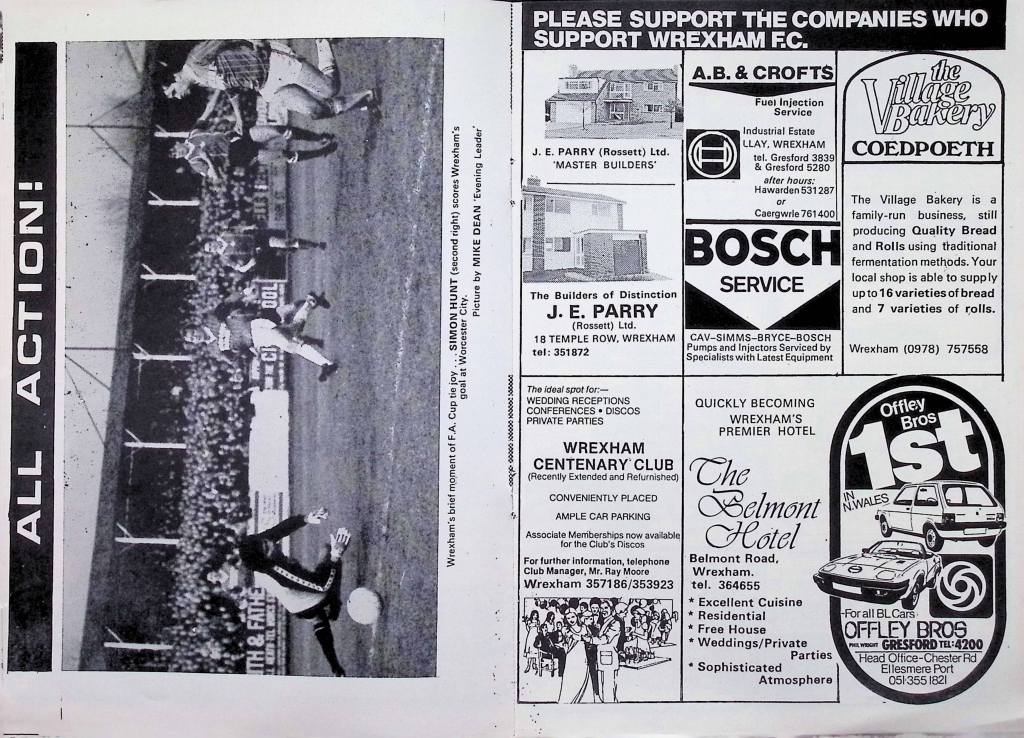 ALL ACTION!
OOL
TH & FATHE
Wrexham's brief moment of F.A. Cup tie joy . . . SIMON HUNT (second right) scores Wrexham's
goal at Worcester City.
Picture by MIKE DEAN 'Evening Leader'
PLEASE SUPPORT THE COMPANIES WHO
SUPPORT WREXHAM F.C.
J. E. PARRY (Rossett) Ltd.
'MASTER BUILDERS'
The Builders of Distinction
J. E. PARRY
(Rossett) Ltd.
18 TEMPLE ROW, WREXHAM
tel: 351872
A.B. & CROFTS
Fuel Injection
Service
Industrial Estate
LLAY, WREXHAM
tel. Gresford 3839
& Gresford 5280
after hours:
Hawarden 531287
or
Caergwrle 761400
BOSCH
SERVICE
CAV-SIMMS-BRYCE-BOSCH
Pumps and Injectors Serviced by
Specialists with Latest Equipment
the
Village
Bakery
COEDPOETH
The Village Bakery is a
family-run business, still
producing Quality Bread
and Rolls using traditional
fermentation methods. Your
local shop is able to supply
up to 16 varieties of bread
and 7 varieties of rolls.
Wrexham (0978) 757558
The ideal spot for:—
WEDDING RECEPTIONS
CONFERENCES • DISCOS
PRIVATE PARTIES
WREXHAM
CENTENARY CLUB
(Recently Extended and Refurnished)
CONVENIENTLY PLACED
AMPLE CAR PARKING
Associate Memberships now available
for the Club's Discos
For further information, telephone
Club Manager, Mr. Ray Moore
Wrexham 357186/353923
QUICKLY BECOMING
WREXHAM'S
PREMIER HOTEL
The
Belmont
Hotel
Belmont Road,
Wrexham.
tel. 364655
* Excellent Cuisine
* Residential
* Free House
* Weddings/Private
Parties
* Sophisticated
Atmosphere
Offley
Bros
1st
IN
N.WALES
-For all BL Cars-
OFFLEY BROS
PHIL WRIGHT GRESFORD TEL: 4200
Head Office-Chester Rd
Ellesmere Port
051·355 1821